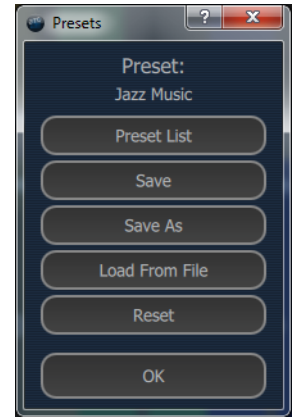 Presets
?
X
Preset:
Jazz Music
Preset List
Save
Save As
Load From File
Reset
OK